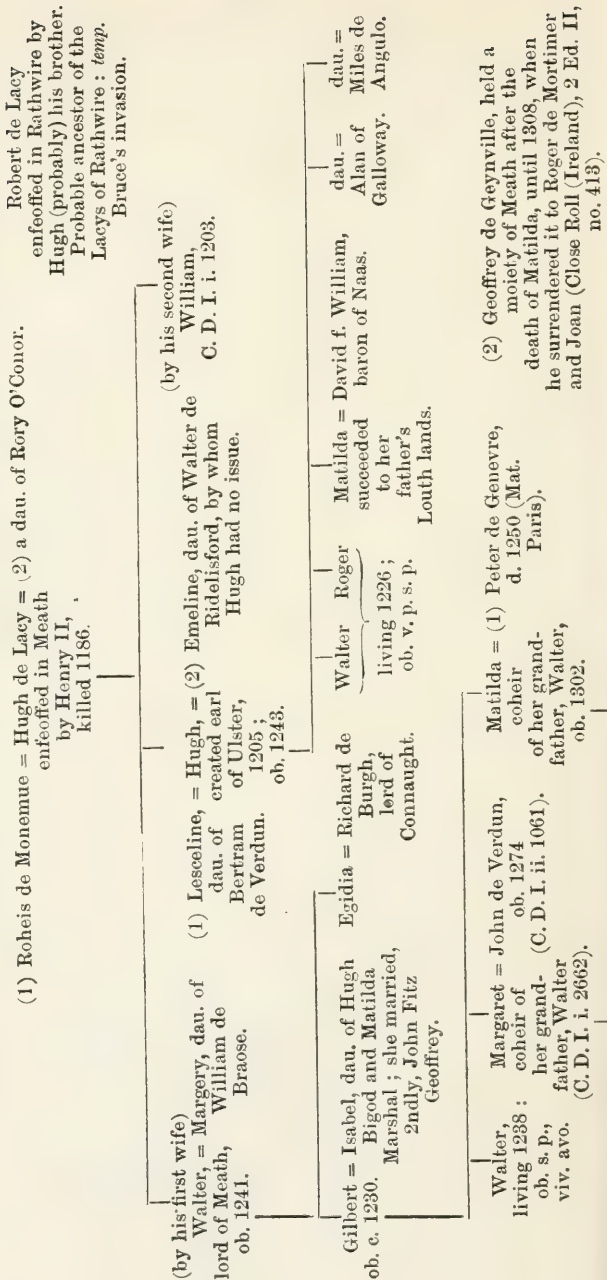 (1) Roheis de Monemue = Hugh de Lacy = (2) a dau. of Rory O'Conor.
enfeoffed in Meath
by Henry II,
killed 1186.
Robert de Lacy
enfeoffed in Rathwire by
Hugh (probably) his brother.
Probable ancestor of the
Lacys of Rathwire : temp.
Bruce's invasion.
(by his first wife)
Walter, = Margery, dau. of
lord of Meath, William de
ob. 1241. Braose.
(1) Lesceline, = Hugh, = (2) Emeline, dau. of Walter de
dau. of created earl Ridelisford, by whom
Bertram of Ulster, Hugh had no issue.
de Verdun. 1205 ;
ob. 1243.
(by his second wife)
William,
C. D. I. i. 1203.
Gilbert = Isabel, dau. of Hugh
ob. c. 1230. Bigod and Matilda
Marshal ; she married,
2ndly, John Fitz
Geoffrey.
Egidia = Richard de
Burgh,
lord of
Connaught.
Walter Roger
living 1226 ;
ob. v. p. s. p.
Matilda = David f. William,
succeeded baron of Naas.
to her
father's
Louth lands.
dau. =
Alan of
Galloway.
dau. =
Miles de
Angulo.
Walter,
living 1238 :
ob. s. p.,
viv. avo.
Margaret = John de Verdun,
coheir of ob. 1274
her grand- (C. D. I. ii. 1061).
father, Walter
(C. D. I. i. 2662).
Matilda = (1) Peter de Genevre,
coheir d. 1250 (Mat.
of her grand- Paris).
father, Walter,
ob. 1302.
(2) Geoffrey de Geynville, held a
moiety of Meath after the
death of Matilda, until 1308, when
he surrendered it to Roger de Mortimer
and Joan (Close Roll (Ireland), 2 Ed. II,
no. 413).